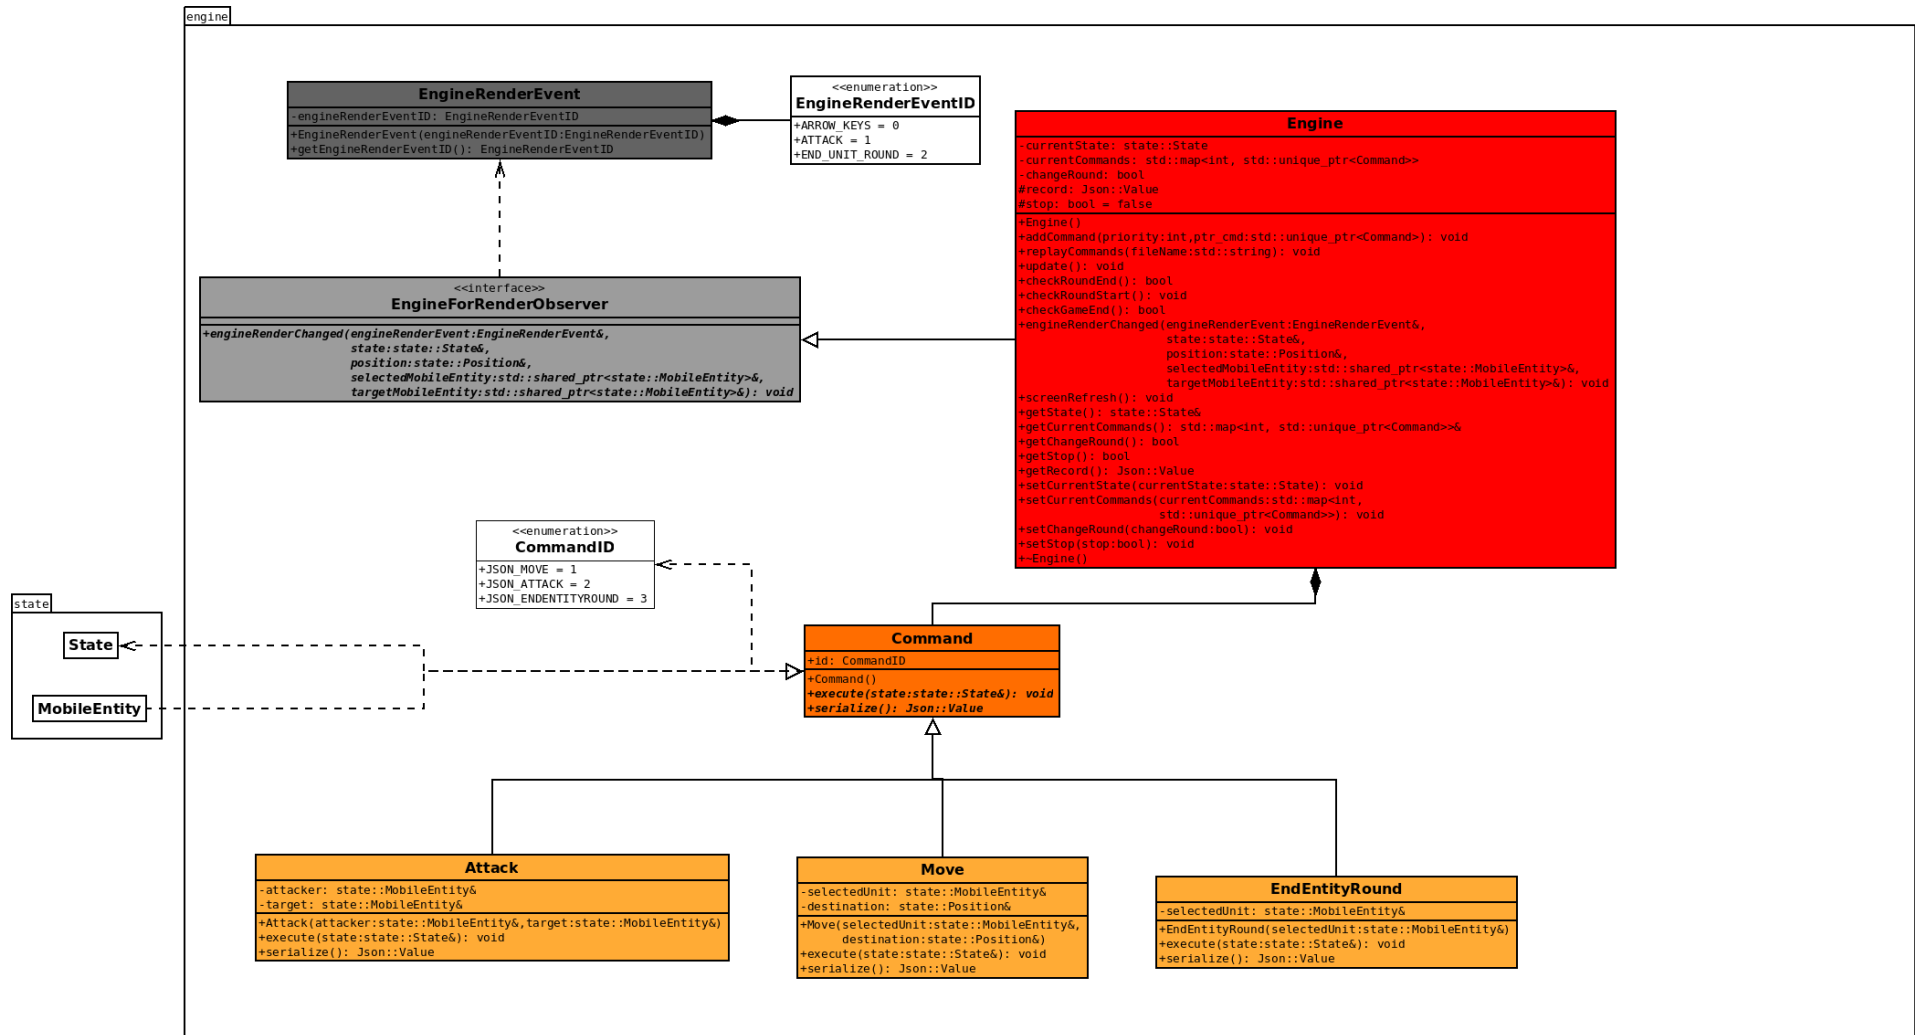 engine
EngineRenderEvent
-engineRenderEventID: EngineRenderEventID
+EngineRenderEvent(engineRenderEventID:EngineRenderEventID)
+getEngineRenderEventID(): EngineRenderEventID
<<enumeration>>
EngineRenderEventID
+ARROW_KEYS = 0
+ATTACK = 1
+END_UNIT_ROUND = 2
Engine
-currentState: state::State
-currentCommands: std::map<int, std::unique_ptr<Command>>
-changeRound: bool
#record: Json::Value
#stop: bool = false
+Engine()
+addCommand(priority:int,ptr_cmd:std::unique_ptr<Command>): void
+replayCommands(fileName:std::string): void
+update(): void
+checkRoundEnd(): bool
+checkRoundStart(): void
+checkGameEnd(): bool
+engineRenderChanged(engineRenderEvent:EngineRenderEvent&,
state:state::State&,
position:state::Position&,
selectedMobileEntity:std::shared_ptr<state::MobileEntity>&,
targetMobileEntity:std::shared_ptr<state::MobileEntity>&): void
+screenRefresh(): void
+getState(): state::State&
+getCurrentCommands(): std::map<int, std::unique_ptr<Command>>&
+getChangeRound(): bool
+getStop(): bool
+getRecord(): Json::Value
+setCurrentState(currentState:state::State): void
+setCurrentCommands(currentCommands:std::map<int,
std::unique_ptr<Command>>): void
+setChangeRound(changeRound:bool): void
+setStop(stop:bool): void
+~Engine()
<<interface>>
EngineForRenderObserver
+engineRenderChanged(engineRenderEvent:EngineRenderEvent&,
state:state::State&,
position:state::Position&,
selectedMobileEntity:std::shared_ptr<state::MobileEntity>&,
targetMobileEntity:std::shared_ptr<state::MobileEntity>&): void
<<enumeration>>
CommandID
+JSON_MOVE = 1
+JSON_ATTACK = 2
+JSON_ENDENTITYROUND = 3
state
State
MobileEntity
Command
+id: CommandID
+Command()
+execute(state:state::State&): void
+serialize(): Json::Value
Attack
-attacker: state::MobileEntity&
-target: state::MobileEntity&
+Attack(attacker:state::MobileEntity&,target:state::MobileEntity&)
+execute(state:state::State&): void
+serialize(): Json::Value
Move
-selectedUnit: state::MobileEntity&
-destination: state::Position&
+Move(selectedUnit:state::MobileEntity&,
destination:state::Position&)
+execute(state:state::State&): void
+serialize(): Json::Value
EndEntityRound
-selectedUnit: state::MobileEntity&
+EndEntityRound(selectedUnit:state::MobileEntity&)
+execute(state:state::State&): void
+serialize(): Json::Value